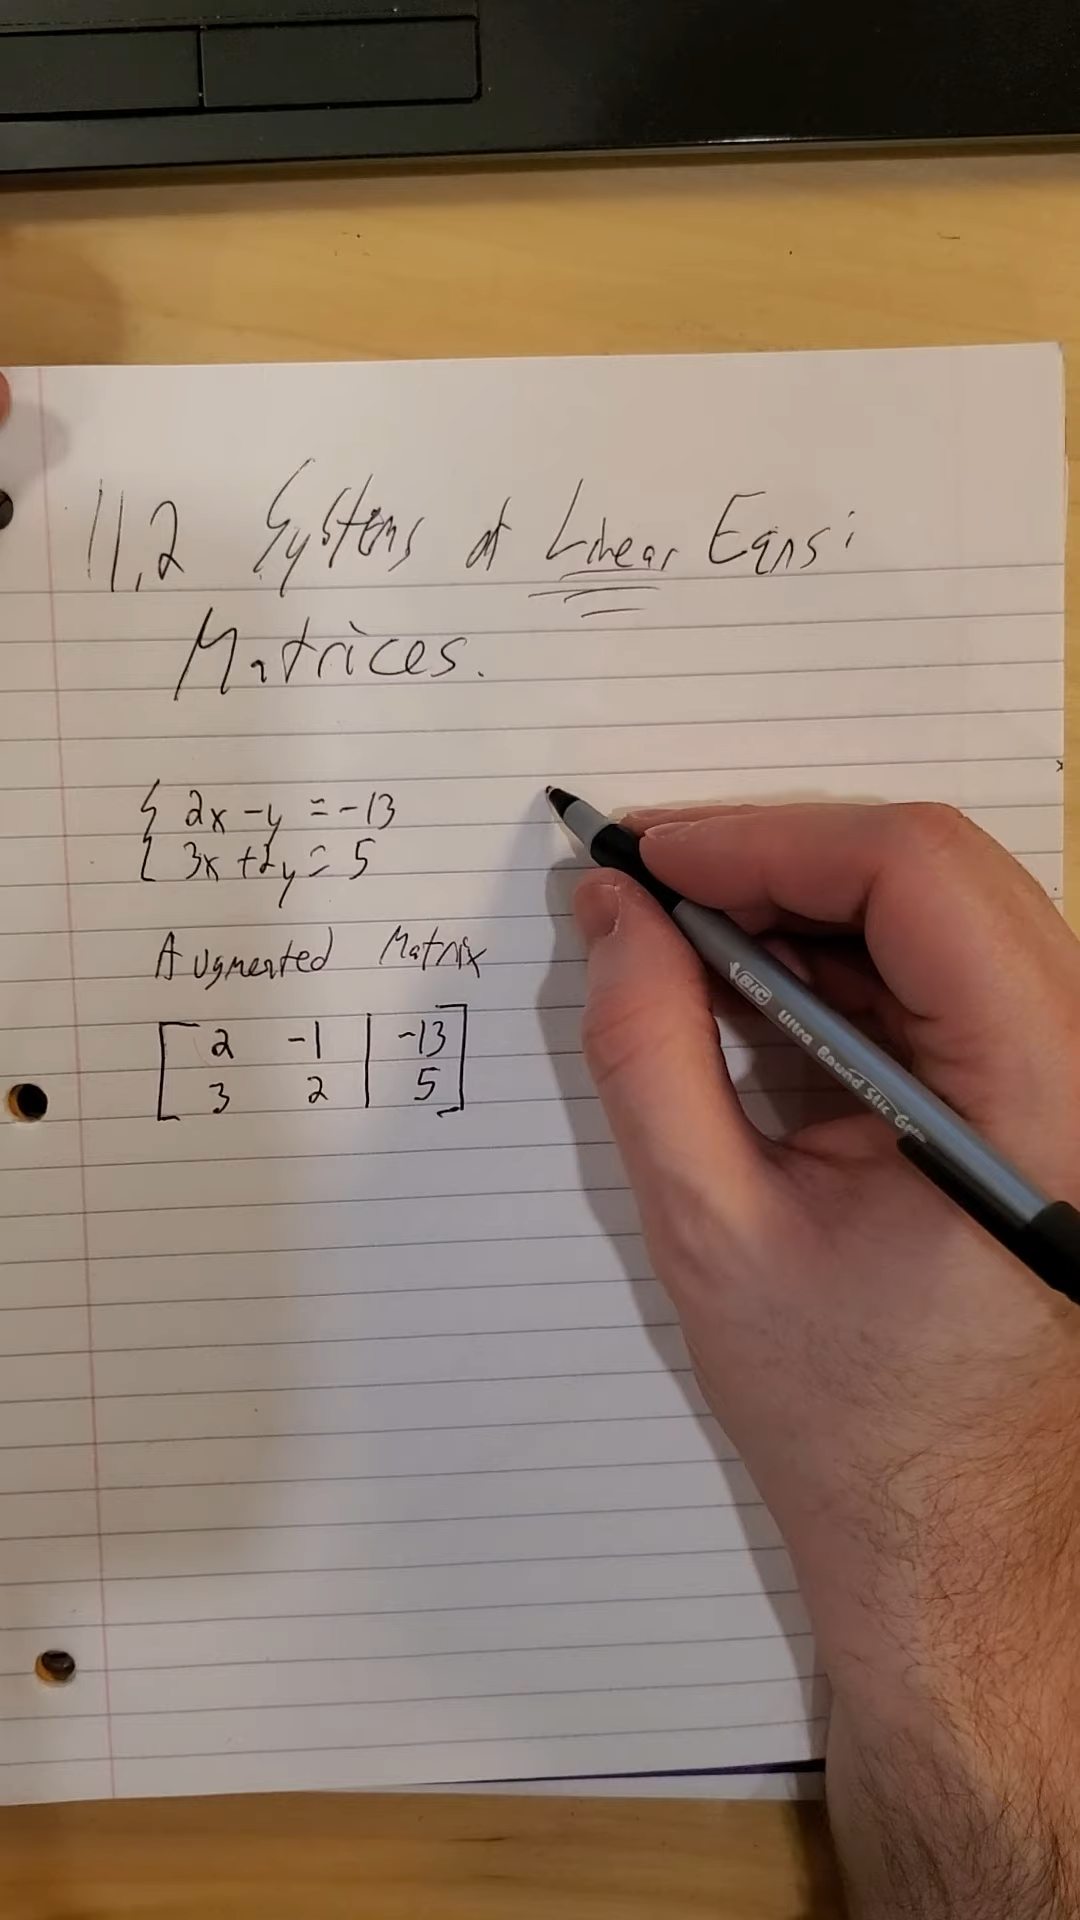 11.2 Systems of Linear Eqns:
Matrices.
2x - y = -13
3x + 2y = 5
Augmented Matrix
2 -1 | -13
3 2 | 5
BIC Ultra Round Stic Grip